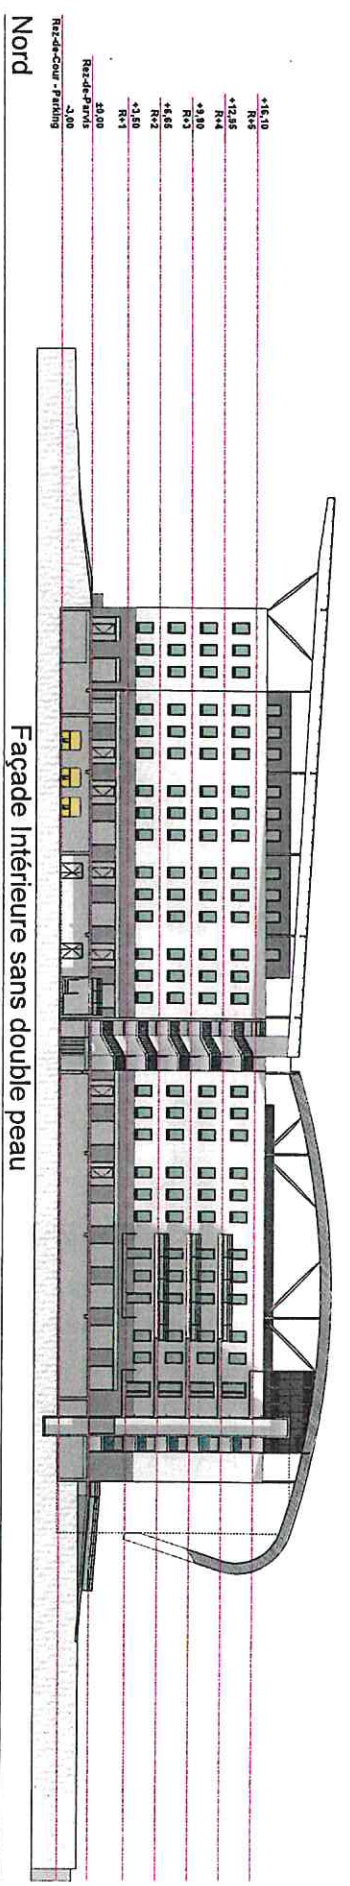 +16,10
R+5
+12,95
R+4
+9,80
R+3
+6,65
R+2
+3,50
R+1
±0,00
Rez-de-Parvis
-3,00
Rez-de-Cour - Parking
Nord
Façade Intérieure sans double peau